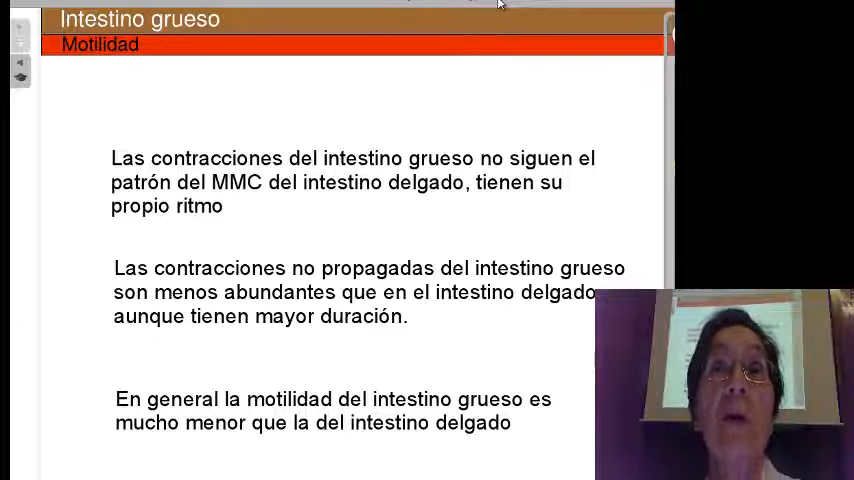 Intestino grueso
Motilidad
Las contracciones del intestino grueso no siguen el
patrón del MMC del intestino delgado, tienen su
propio ritmo
Las contracciones no propagadas del intestino grueso
son menos abundantes que en el intestino delgado
aunque tienen mayor duración.
En general la motilidad del intestino grueso es
mucho menor que la del intestino delgado